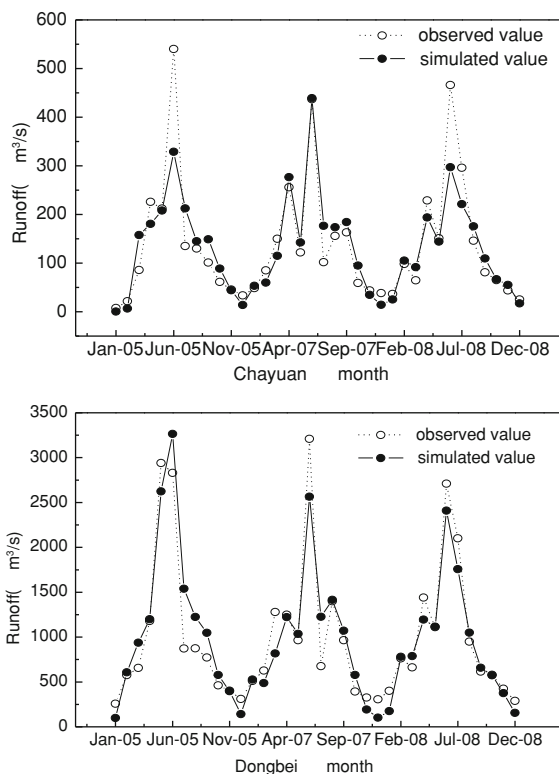 600
500
400
300
200
100
0
Runoff( m³/s)
observed value
simulated value
Jan-05 Jun-05 Nov-05 Apr-07 Sep-07 Feb-08 Jul-08 Dec-08
Chayuan month
3500
3000
2500
2000
1500
1000
500
0
Runoff( m³/s)
observed value
simulated value
Jan-05 Jun-05 Nov-05 Apr-07 Sep-07 Feb-08 Jul-08 Dec-08
Dongbei month